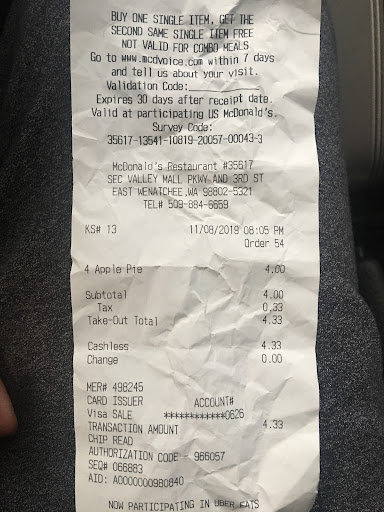 BUY ONE SINGLE ITEM, GET THE
SECOND SAME SINGLE ITEM FREE
NOT VALID FOR COMBO MEALS
Go to www.mcdvoice.com within 7 days
and tell us about your visit.
Validation Code:
Expires 30 days after receipt date.
Valid at participating US McDonald's.
Survey Code:
35617-13541-10819-20057-00043-3
McDonald's Restaurant #35617
SEC VALLEY MALL PKWY AND 3RD ST
EAST WENATCHEE,WA 98802-5321
TEL# 509-884-6659
KS# 13 11/08/2019 08:05 PM
Order 54
4 Apple Pie 4.00
Subtotal 4.00
Tax 0.33
Take-Out Total 4.33
Cashless 4.33
Change 0.00
MER# 498245
CARD ISSUER ACCOUNT#
Visa SALE ************0626
TRANSACTION AMOUNT 4.33
CHIP READ
AUTHORIZATION CODE - 966057
SEQ# 066883
AID: A0000000980840
NOW PARTICIPATING IN UBER EATS